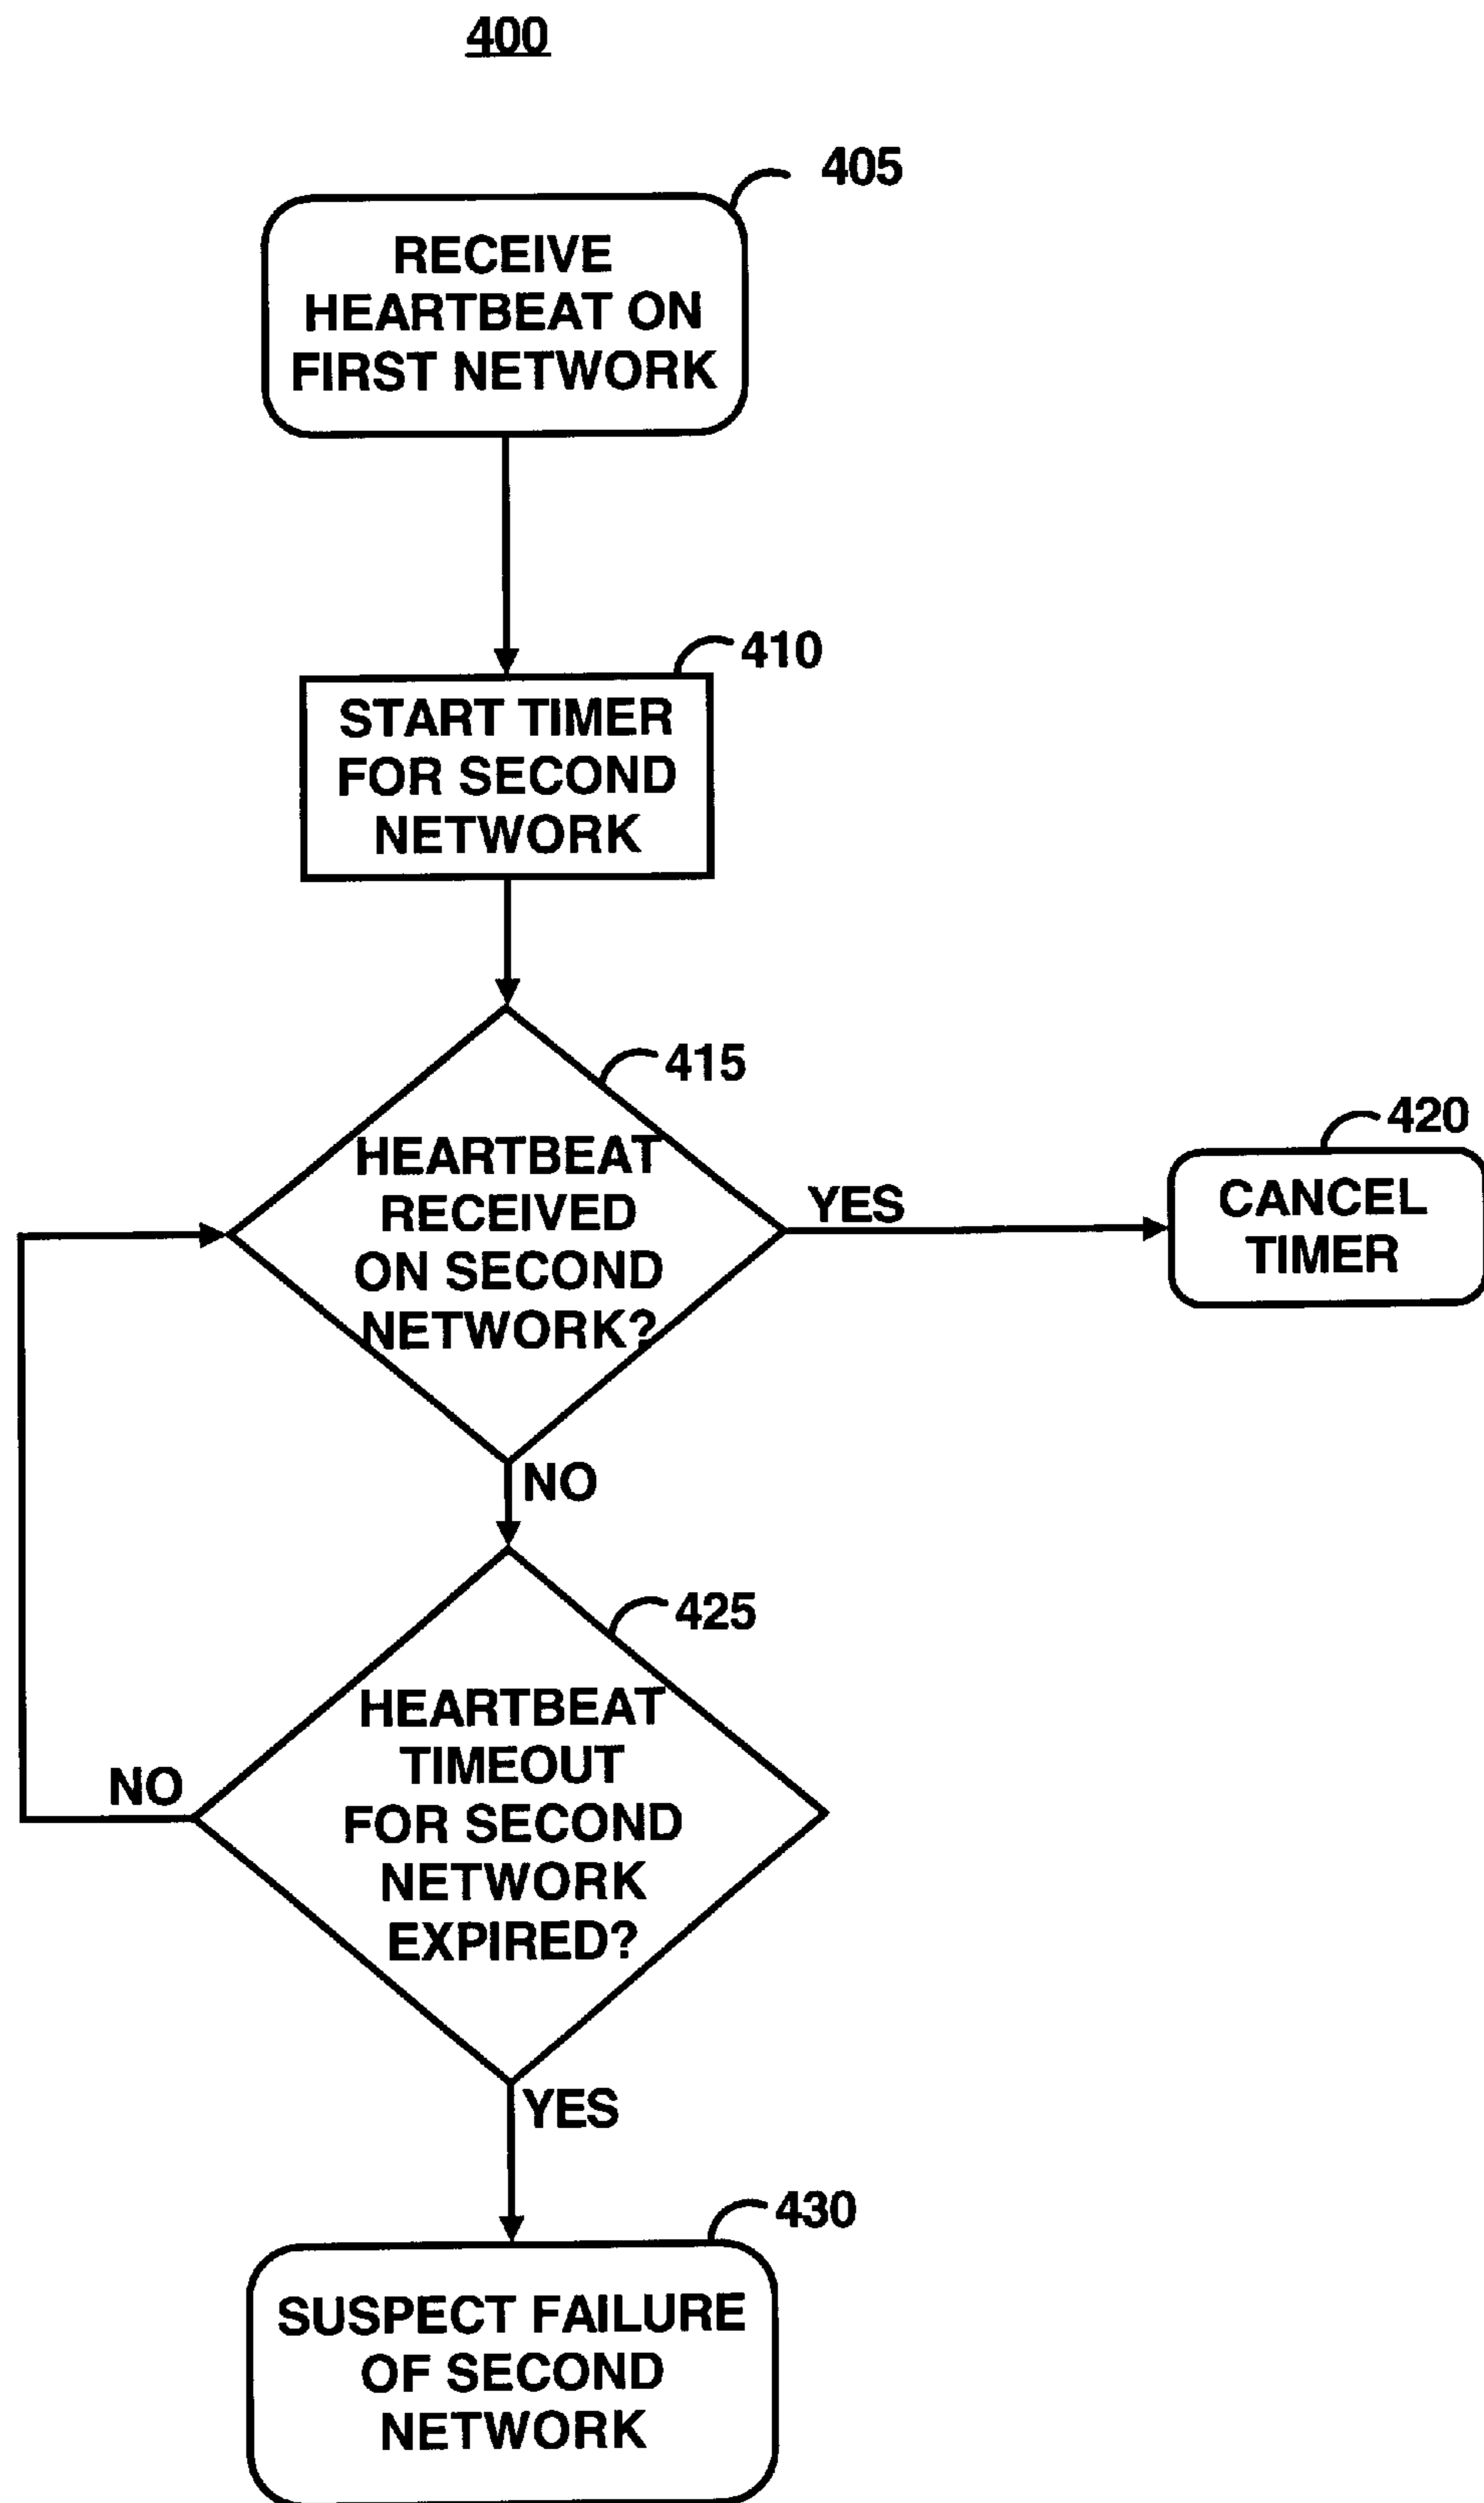 400
405
RECEIVE
HEARTBEAT ON
FIRST NETWORK
410
START TIMER
FOR SECOND
NETWORK
415
HEARTBEAT
RECEIVED
ON SECOND
NETWORK?
YES
420
CANCEL
TIMER
NO
425
HEARTBEAT
TIMEOUT
FOR SECOND
NETWORK
EXPIRED?
NO
YES
430
SUSPECT FAILURE
OF SECOND
NETWORK